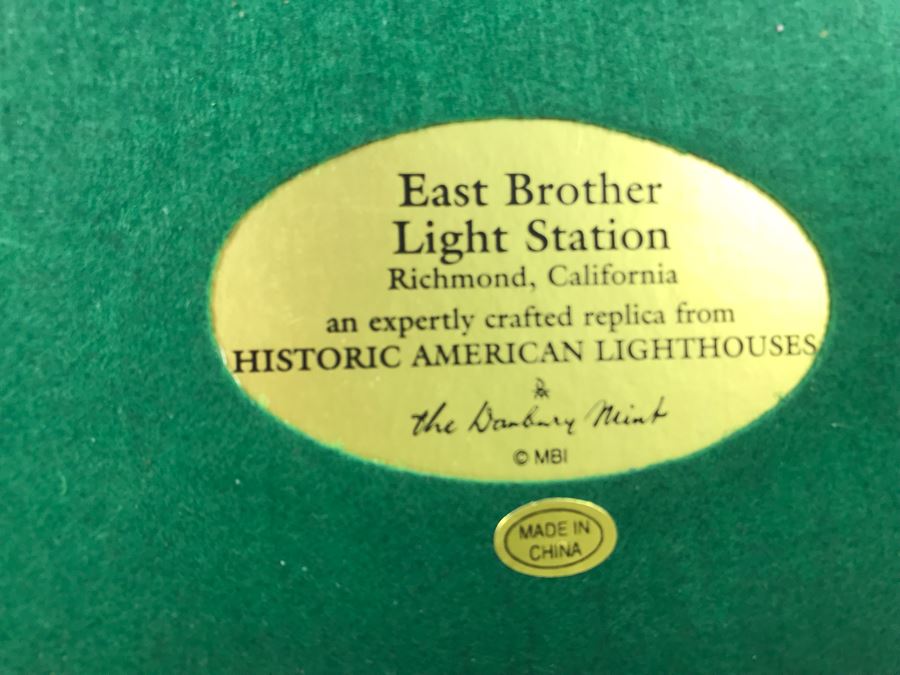 East Brother
Light Station
Richmond, California
an expertly crafted replica from
HISTORIC AMERICAN LIGHTHOUSES
the Danbury Mint
© MBI
MADE IN
CHINA